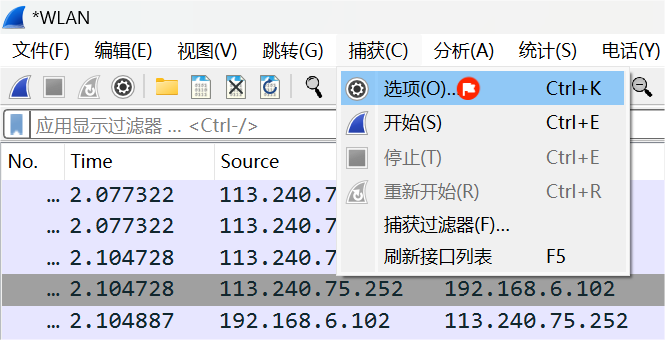 *WLAN
文件(F) 编辑(E) 视图(V) 跳转(G) 捕获(C) 分析(A) 统计(S) 电话(Y)
选项(O)... Ctrl+K
应用显示过滤器 … <Ctrl-/>
开始(S) Ctrl+E
停止(T) Ctrl+E
重新开始(R) Ctrl+R
捕获过滤器(F)...
刷新接口列表 F5
No. Time Source
... 2.077322 113.240.7
... 2.077322 113.240.7
... 2.104728 113.240.7
... 2.104728 113.240.75.252 192.168.6.102
... 2.104887 192.168.6.102 113.240.75.252